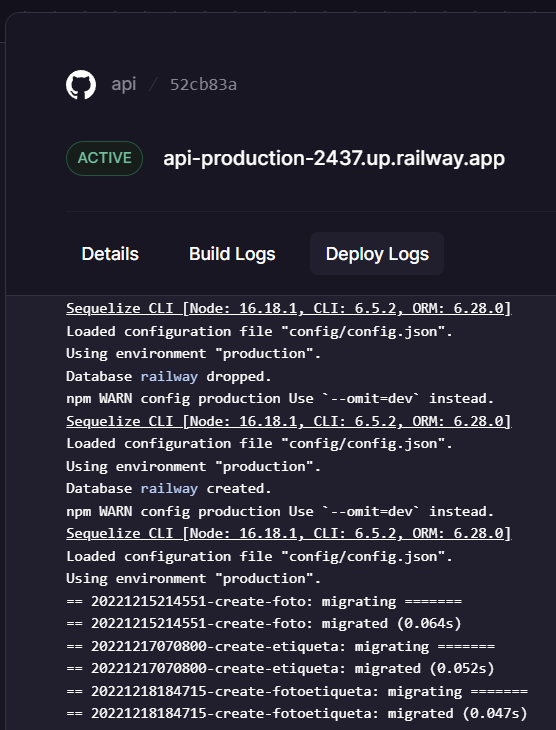 api / 52cb83a
ACTIVE api-production-2437.up.railway.app
Details Build Logs Deploy Logs
Sequelize CLI [Node: 16.18.1, CLI: 6.5.2, ORM: 6.28.0]
Loaded configuration file "config/config.json".
Using environment "production".
Database railway dropped.
npm WARN config production Use `--omit=dev` instead.
Sequelize CLI [Node: 16.18.1, CLI: 6.5.2, ORM: 6.28.0]
Loaded configuration file "config/config.json".
Using environment "production".
Database railway created.
npm WARN config production Use `--omit=dev` instead.
Sequelize CLI [Node: 16.18.1, CLI: 6.5.2, ORM: 6.28.0]
Loaded configuration file "config/config.json".
Using environment "production".
== 20221215214551-create-foto: migrating =======
== 20221215214551-create-foto: migrated (0.064s)
== 20221217070800-create-etiqueta: migrating =======
== 20221217070800-create-etiqueta: migrated (0.052s)
== 20221218184715-create-fotoetiqueta: migrating =======
== 20221218184715-create-fotoetiqueta: migrated (0.047s)